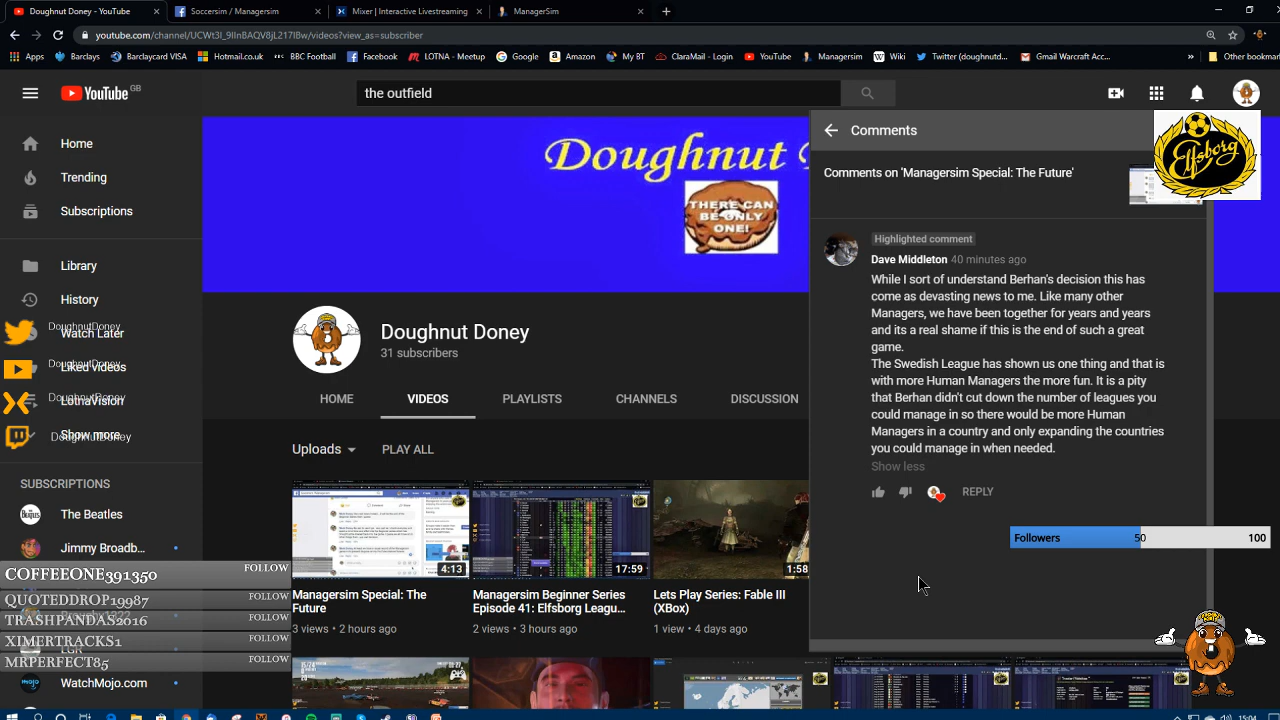 Doughnut Doney - YouTube
Soccersim / Managersim
Mixer | Interactive Livestreaming
ManagerSim
youtube.com/channel/UCWt3l_9lInBAQV8jL217IBw/videos?view_as=subscriber
Apps Barclays Barclaycard VISA Hotmail.co.uk BBC Football Facebook LOTNA - Meetup Google Amazon My BT ClaraMail - Login YouTube Managersim Wiki Twitter (doughnutd... Gmail Warcraft Acc... » Other bookmar
YouTube GB
the outfield
Home
Trending
Subscriptions
Library
History
Watch Later
DoughnutDoney
Liked videos
DoughnutDoney
LotnaVision
DoughnutDoney
Show more
DoughnutDoney
SUBSCRIPTIONS
The Beatles
Jimmy Broadb...
COFFEEONE391350 FOLLOW
QUOTEDDROP19987 FOLLOW
TRASHPANDAS2016 FOLLOW
XIMERTRACKS1 FOLLOW
MRPERFECT85 FOLLOW
WatchMojo.com
Doughnut
THERE CAN
BE ONLY
ONE!
Doughnut Doney
31 subscribers
HOME VIDEOS PLAYLISTS CHANNELS DISCUSSION
Uploads PLAY ALL
4:13
Managersim Special: The
Future
3 views • 2 hours ago
17:59
Managersim Beginner Series
Episode 41: Elfsborg Leagu...
2 views • 3 hours ago
1:58
Lets Play Series: Fable III
(XBox)
1 view • 4 days ago
Comments
Elfsborg
Comments on 'Managersim Special: The Future'
Highlighted comment
Dave Middleton 40 minutes ago
While I sort of understand Berhan's decision this has
come as devasting news to me. Like many other
Managers, we have been together for years and years
and its a real shame if this is the end of such a great
game.
The Swedish League has shown us one thing and that is
with more Human Managers the more fun. It is a pity
that Berhan didn't cut down the number of leagues you
could manage in so there would be more Human
Managers in a country and only expanding the countries
you could manage in when needed.
Show less
REPLY
Followers 50 100
15:04